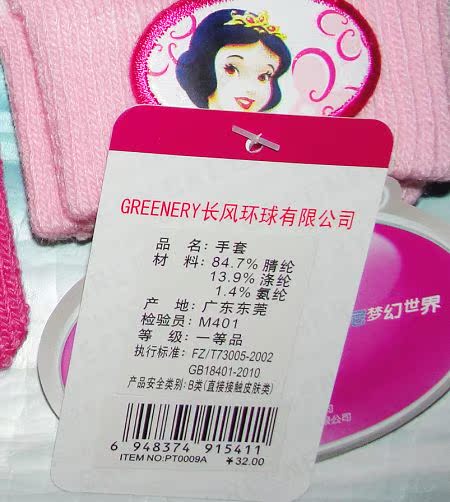 GREENERY长风环球有限公司
品 名: 手套
材 料: 84.7% 腈纶
13.9% 涤纶
1.4% 氨纶
产 地: 广东东莞
检验员: M401
等 级: 一等品
执行标准: FZ/T73005-2002
GB18401-2010
产品安全类别: B类(直接接触皮肤类)
6 948374 915411
ITEM NO:PT0009A ¥32.00
梦幻世界
限公司